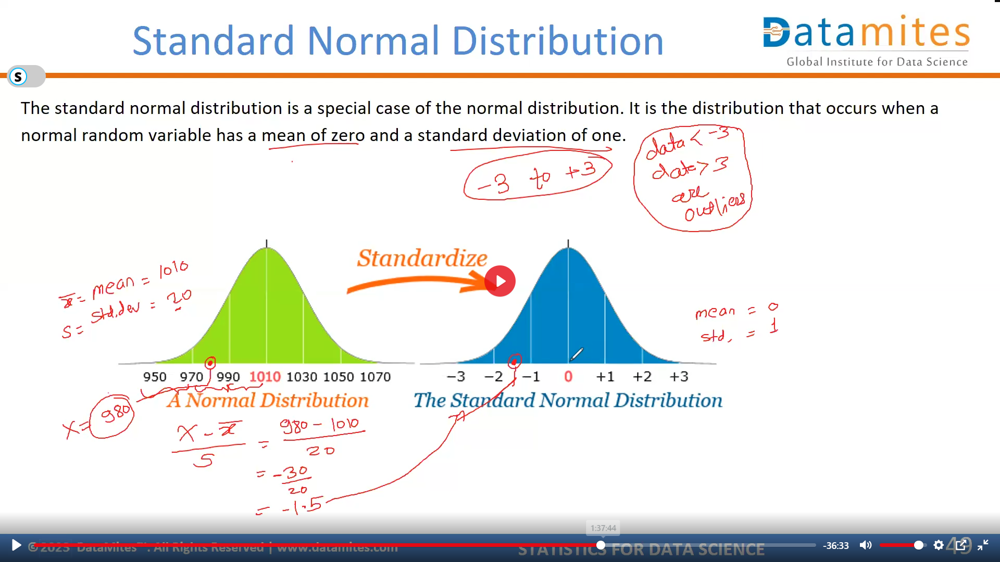 Standard Normal Distribution
Datamites
Global Institute for Data Science
S
The standard normal distribution is a special case of the normal distribution. It is the distribution that occurs when a
normal random variable has a mean of zero and a standard deviation of one.
data < -3
data > 3
are
outliers
-3 to +3
Standardize
x̄ = mean = 1010
S = std.dev = 20
mean = 0
std. = 1
950 970 990 1010 1030 1050 1070
−3 −2 −1 0 +1 +2 +3
A Normal Distribution
The Standard Normal Distribution
X = 980
X - x̄ / S = 980 - 1010 / 20
= -30 / 20
= -1.5
1:37:44
© 2023 DataMites™. All Rights Reserved | www.datamites.com
STATISTICS FOR DATA SCIENCE
-36:33
49